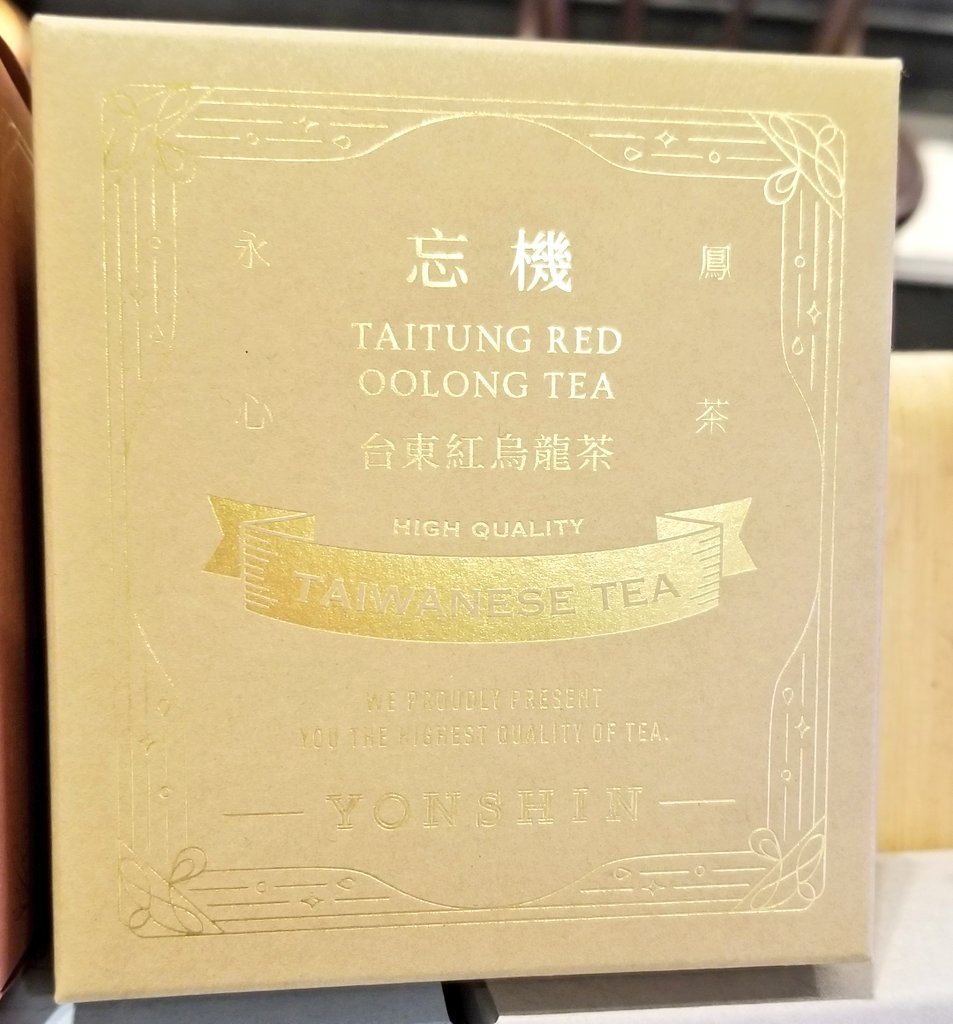 永心
鳳茶
忘機
TAITUNG RED
OOLONG TEA
台東紅烏龍茶
HIGH QUALITY
TAIWANESE TEA
WE PROUDLY PRESENT
YOU THE HIGHEST QUALITY OF TEA.
YONSHIN